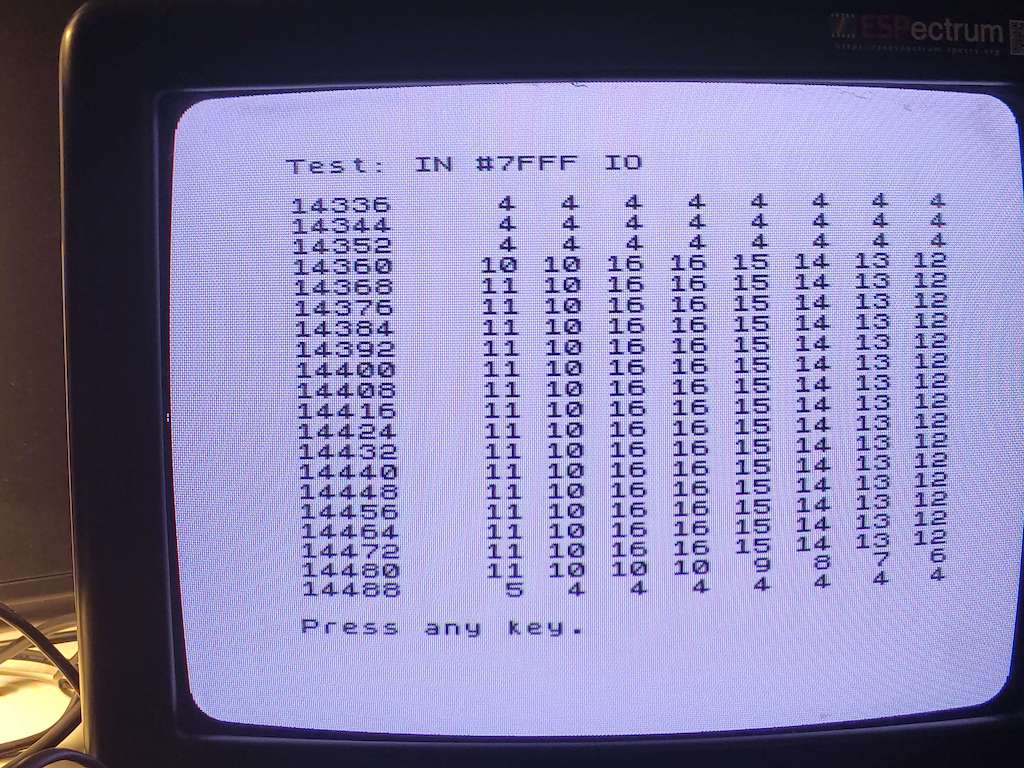 ESPectrum
Test: IN #7FFF IO
14336 4 4 4 4 4 4 4 4
14344 4 4 4 4 4 4 4 4
14352 4 4 4 4 4 4 4 4
14360 10 10 16 16 15 14 13 12
14368 11 10 16 16 15 14 13 12
14376 11 10 16 16 15 14 13 12
14384 11 10 16 16 15 14 13 12
14392 11 10 16 16 15 14 13 12
14400 11 10 16 16 15 14 13 12
14408 11 10 16 16 15 14 13 12
14416 11 10 16 16 15 14 13 12
14424 11 10 16 16 15 14 13 12
14432 11 10 16 16 15 14 13 12
14440 11 10 16 16 15 14 13 12
14448 11 10 16 16 15 14 13 12
14456 11 10 16 16 15 14 13 12
14464 11 10 16 16 15 14 13 12
14472 11 10 16 16 15 14 13 12
14480 11 10 10 10 9 8 7 6
14488 5 4 4 4 4 4 4 4
Press any key.